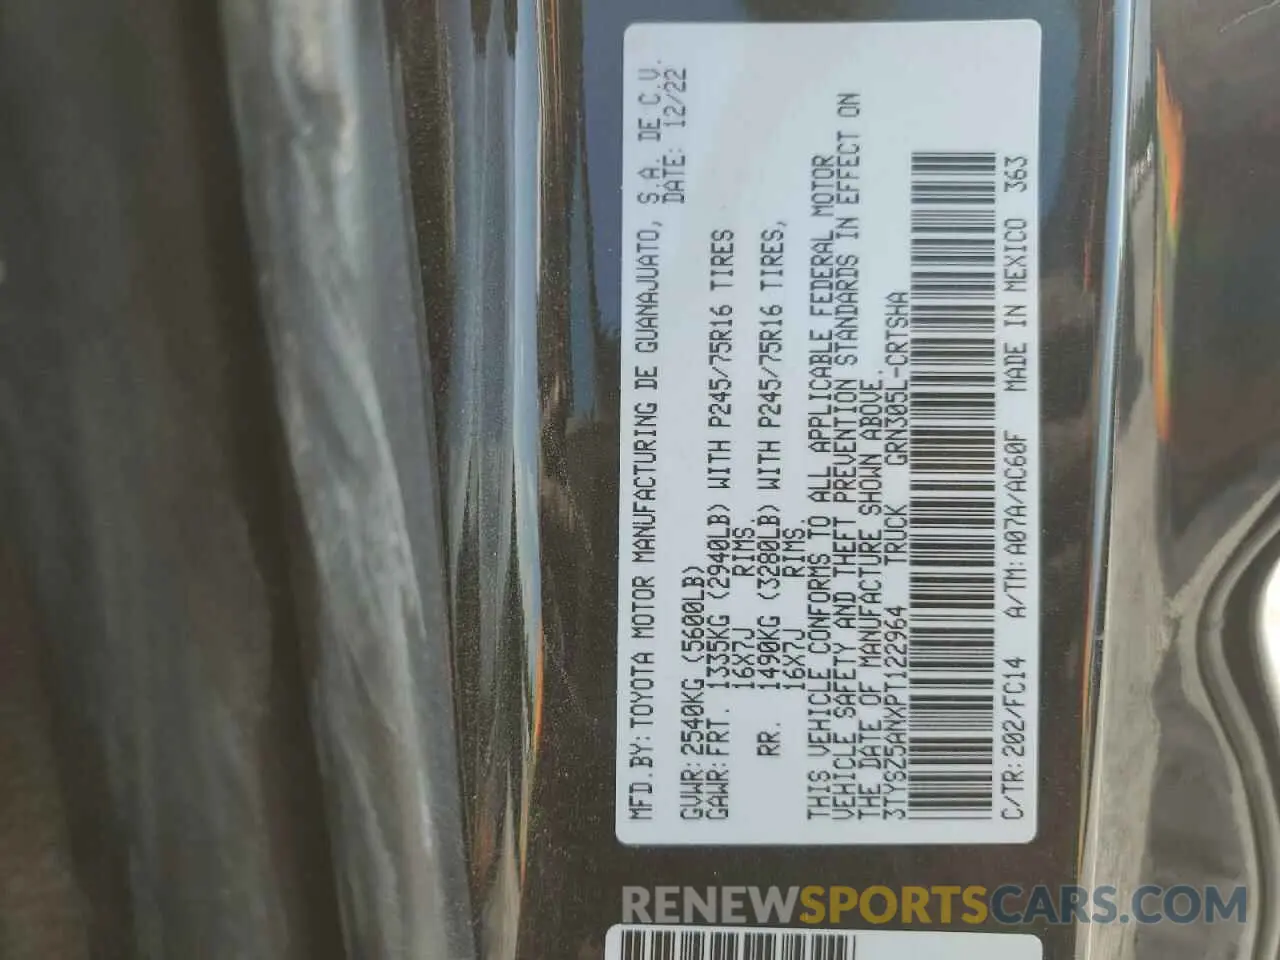 MFD.BY:TOYOTA MOTOR MANUFACTURING DE GUANAJUATO, S.A. DE C.V.
DATE: 12/22
GVWR:2540KG (5600LB)
GAWR:FRT. 1335KG (2940LB) WITH P245/75R16 TIRES
16X7J RIMS.
RR. 1490KG (3280LB) WITH P245/75R16 TIRES,
16X7J RIMS.
THIS VEHICLE CONFORMS TO ALL APPLICABLE FEDERAL MOTOR
VEHICLE SAFETY AND THEFT PREVENTION STANDARDS IN EFFECT ON
THE DATE OF MANUFACTURE SHOWN ABOVE.
3TYSZ5ANXPT122964 TRUCK GRN305L-CRTSHA
C/TR:202/FC14 A/TM:A07A/AC60F MADE IN MEXICO 363
RENEWSPORTSCARS.COM